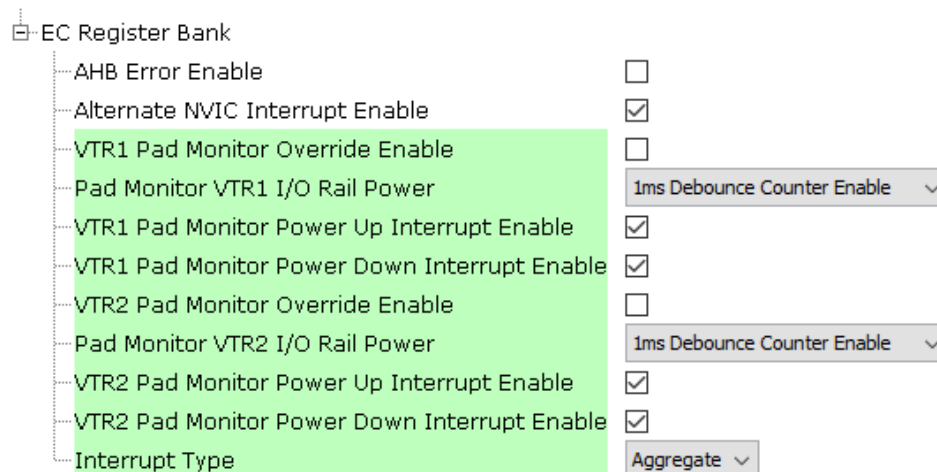 EC Register Bank
AHB Error Enable
Alternate NVIC Interrupt Enable
VTR1 Pad Monitor Override Enable
Pad Monitor VTR1 I/O Rail Power 1ms Debounce Counter Enable
VTR1 Pad Monitor Power Up Interrupt Enable
VTR1 Pad Monitor Power Down Interrupt Enable
VTR2 Pad Monitor Override Enable
Pad Monitor VTR2 I/O Rail Power 1ms Debounce Counter Enable
VTR2 Pad Monitor Power Up Interrupt Enable
VTR2 Pad Monitor Power Down Interrupt Enable
Interrupt Type Aggregate